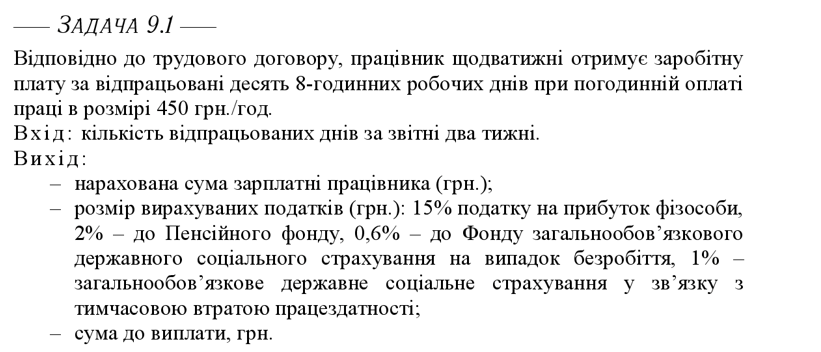 — ЗАДАЧА 9.1 —
Відповідно до трудового договору, працівник щодватижні отримує заробітну
плату за відпрацьовані десять 8-годинних робочих днів при погодинній оплаті
праці в розмірі 450 грн./год.
Вхід: кількість відпрацьованих днів за звітні два тижні.
Вихід:
– нарахована сума зарплатні працівника (грн.);
– розмір вирахуваних податків (грн.): 15% податку на прибуток фізособи,
2% – до Пенсійного фонду, 0,6% – до Фонду загальнообов’язкового
державного соціального страхування на випадок безробіття, 1% –
загальнообов’язкове державне соціальне страхування у зв’язку з
тимчасовою втратою працездатності;
– сума до виплати, грн.